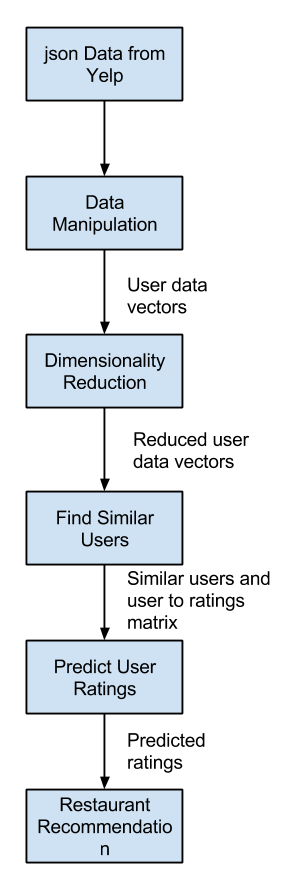 json Data from
Yelp
Data
Manipulation
User data
vectors
Dimensionality
Reduction
Reduced user
data vectors
Find Similar
Users
Similar users and
user to ratings
matrix
Predict User
Ratings
Predicted
ratings
Restaurant
Recommendatio
n